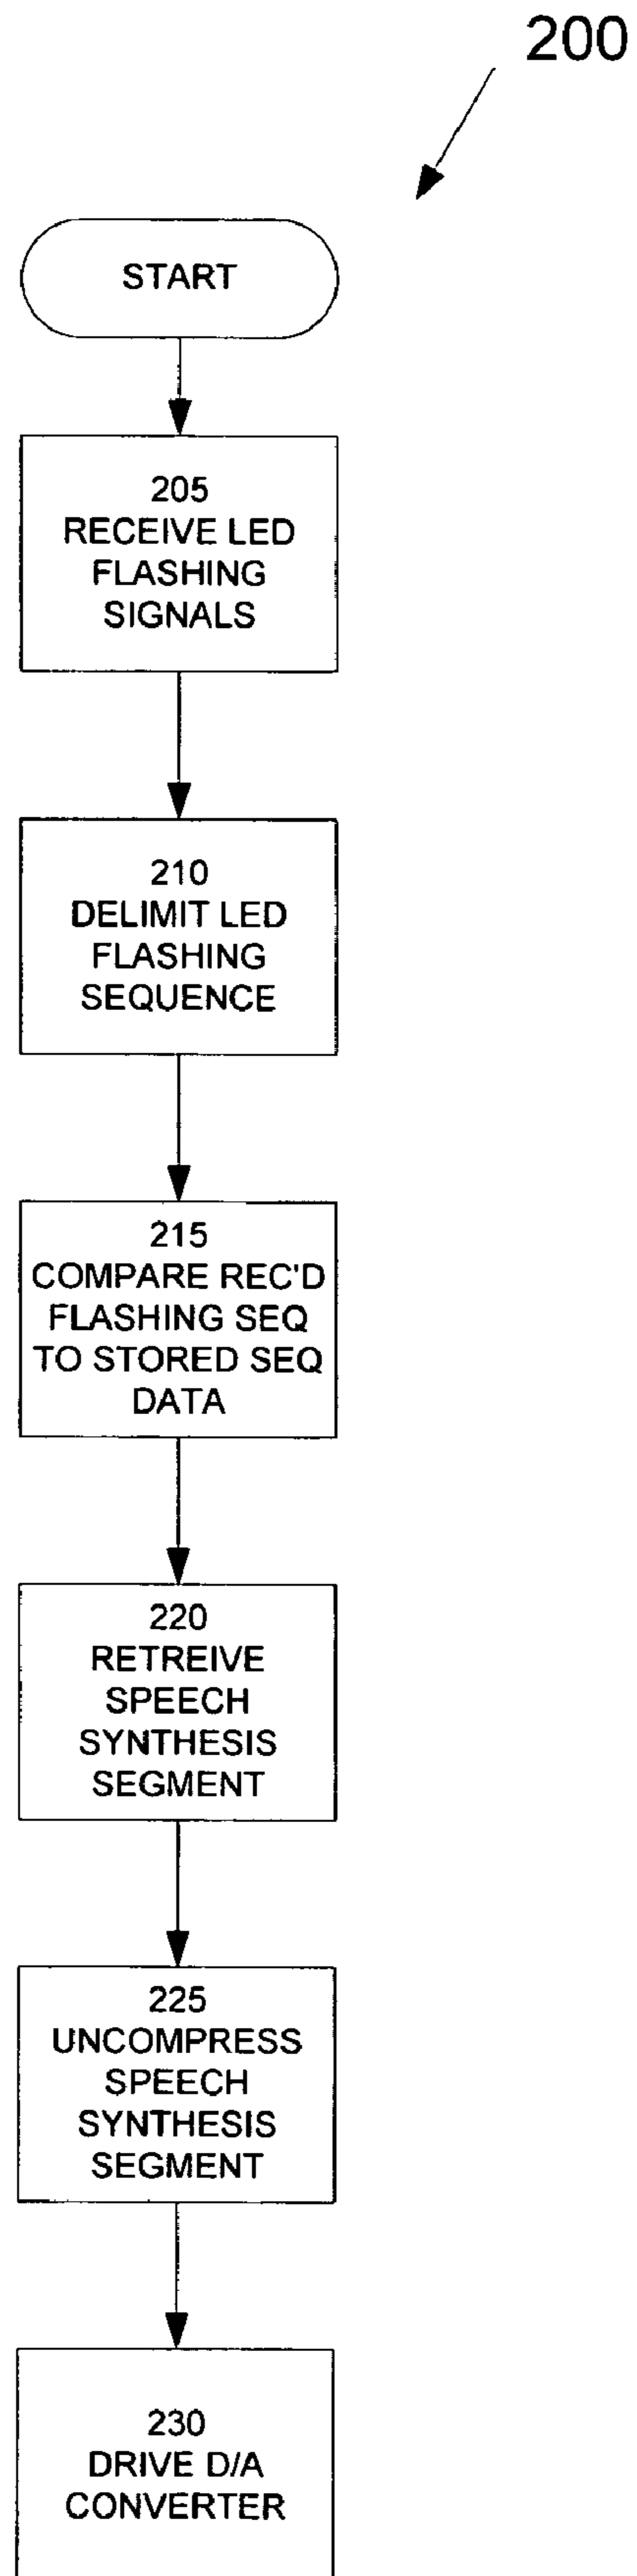 200
START
205
RECEIVE LED
FLASHING
SIGNALS
210
DELIMIT LED
FLASHING
SEQUENCE
215
COMPARE REC'D
FLASHING SEQ
TO STORED SEQ
DATA
220
RETREIVE
SPEECH
SYNTHESIS
SEGMENT
225
UNCOMPRESS
SPEECH
SYNTHESIS
SEGMENT
230
DRIVE D/A
CONVERTER